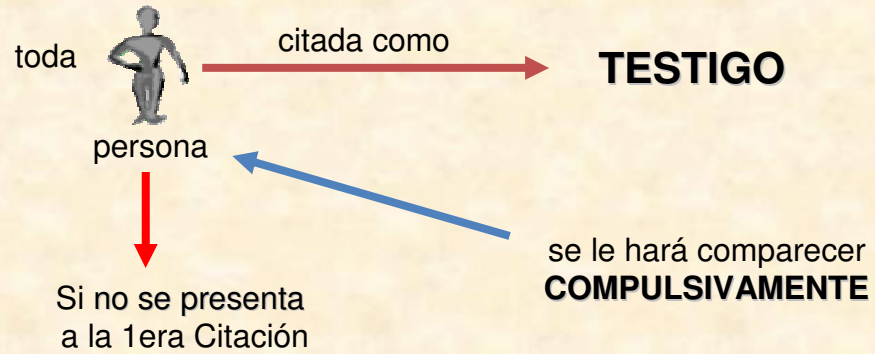 toda
citada como
TESTIGO
persona
Si no se presenta
a la 1era Citación
se le hará comparecer
COMPULSIVAMENTE